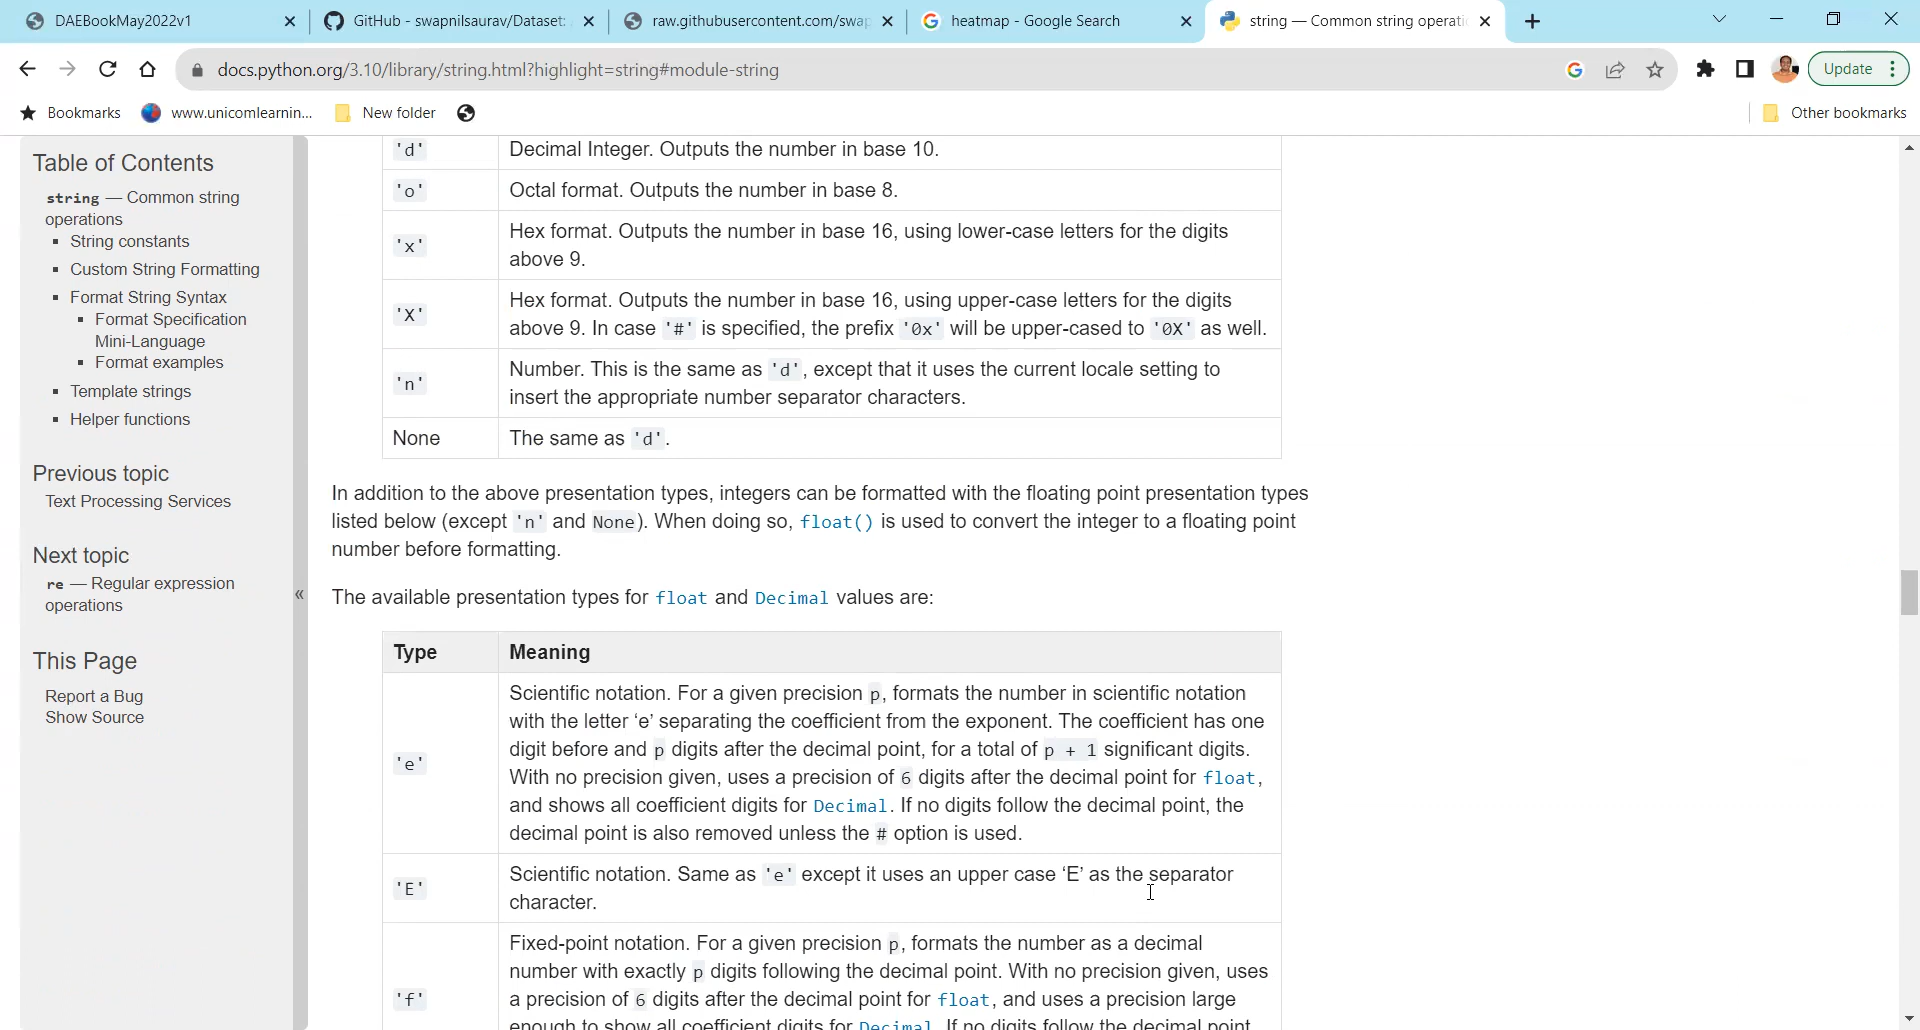 DAEBookMay2022v1
GitHub - swapnilsaurav/Dataset:
raw.githubusercontent.com/swap
heatmap - Google Search
string — Common string operati
docs.python.org/3.10/library/string.html?highlight=string#module-string
Update
Bookmarks
www.unicomlearnin...
New folder
Other bookmarks
Table of Contents
string — Common string
operations
String constants
Custom String Formatting
Format String Syntax
Format Specification
Mini-Language
Format examples
Template strings
Helper functions
Previous topic
Text Processing Services
Next topic
re — Regular expression
operations
This Page
Report a Bug
Show Source
«
'd' Decimal Integer. Outputs the number in base 10.
'o' Octal format. Outputs the number in base 8.
'x' Hex format. Outputs the number in base 16, using lower-case letters for the digits
above 9.
'X' Hex format. Outputs the number in base 16, using upper-case letters for the digits
above 9. In case '#' is specified, the prefix '0x' will be upper-cased to '0X' as well.
'n' Number. This is the same as 'd', except that it uses the current locale setting to
insert the appropriate number separator characters.
None The same as 'd'.
In addition to the above presentation types, integers can be formatted with the floating point presentation types
listed below (except 'n' and None). When doing so, float() is used to convert the integer to a floating point
number before formatting.
The available presentation types for float and Decimal values are:
Type Meaning
'e' Scientific notation. For a given precision p, formats the number in scientific notation
with the letter ‘e’ separating the coefficient from the exponent. The coefficient has one
digit before and p digits after the decimal point, for a total of p + 1 significant digits.
With no precision given, uses a precision of 6 digits after the decimal point for float,
and shows all coefficient digits for Decimal. If no digits follow the decimal point, the
decimal point is also removed unless the # option is used.
'E' Scientific notation. Same as 'e' except it uses an upper case ‘E’ as the separator
character.
'f' Fixed-point notation. For a given precision p, formats the number as a decimal
number with exactly p digits following the decimal point. With no precision given, uses
a precision of 6 digits after the decimal point for float, and uses a precision large
enough to show all coefficient digits for Decimal. If no digits follow the decimal point,